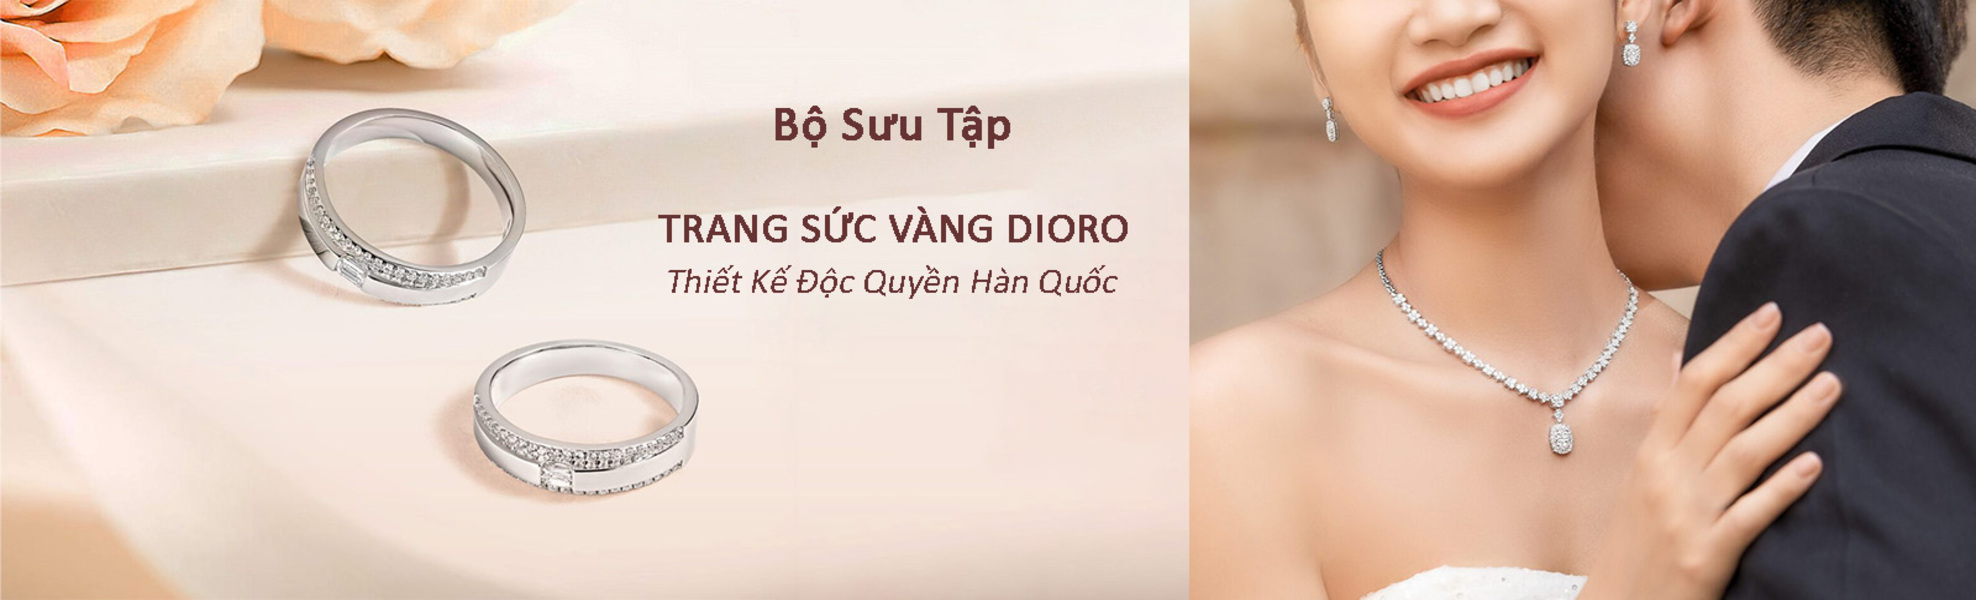 Bộ Sưu Tập
TRANG SỨC VÀNG DIORO
Thiết Kế Độc Quyền Hàn Quốc